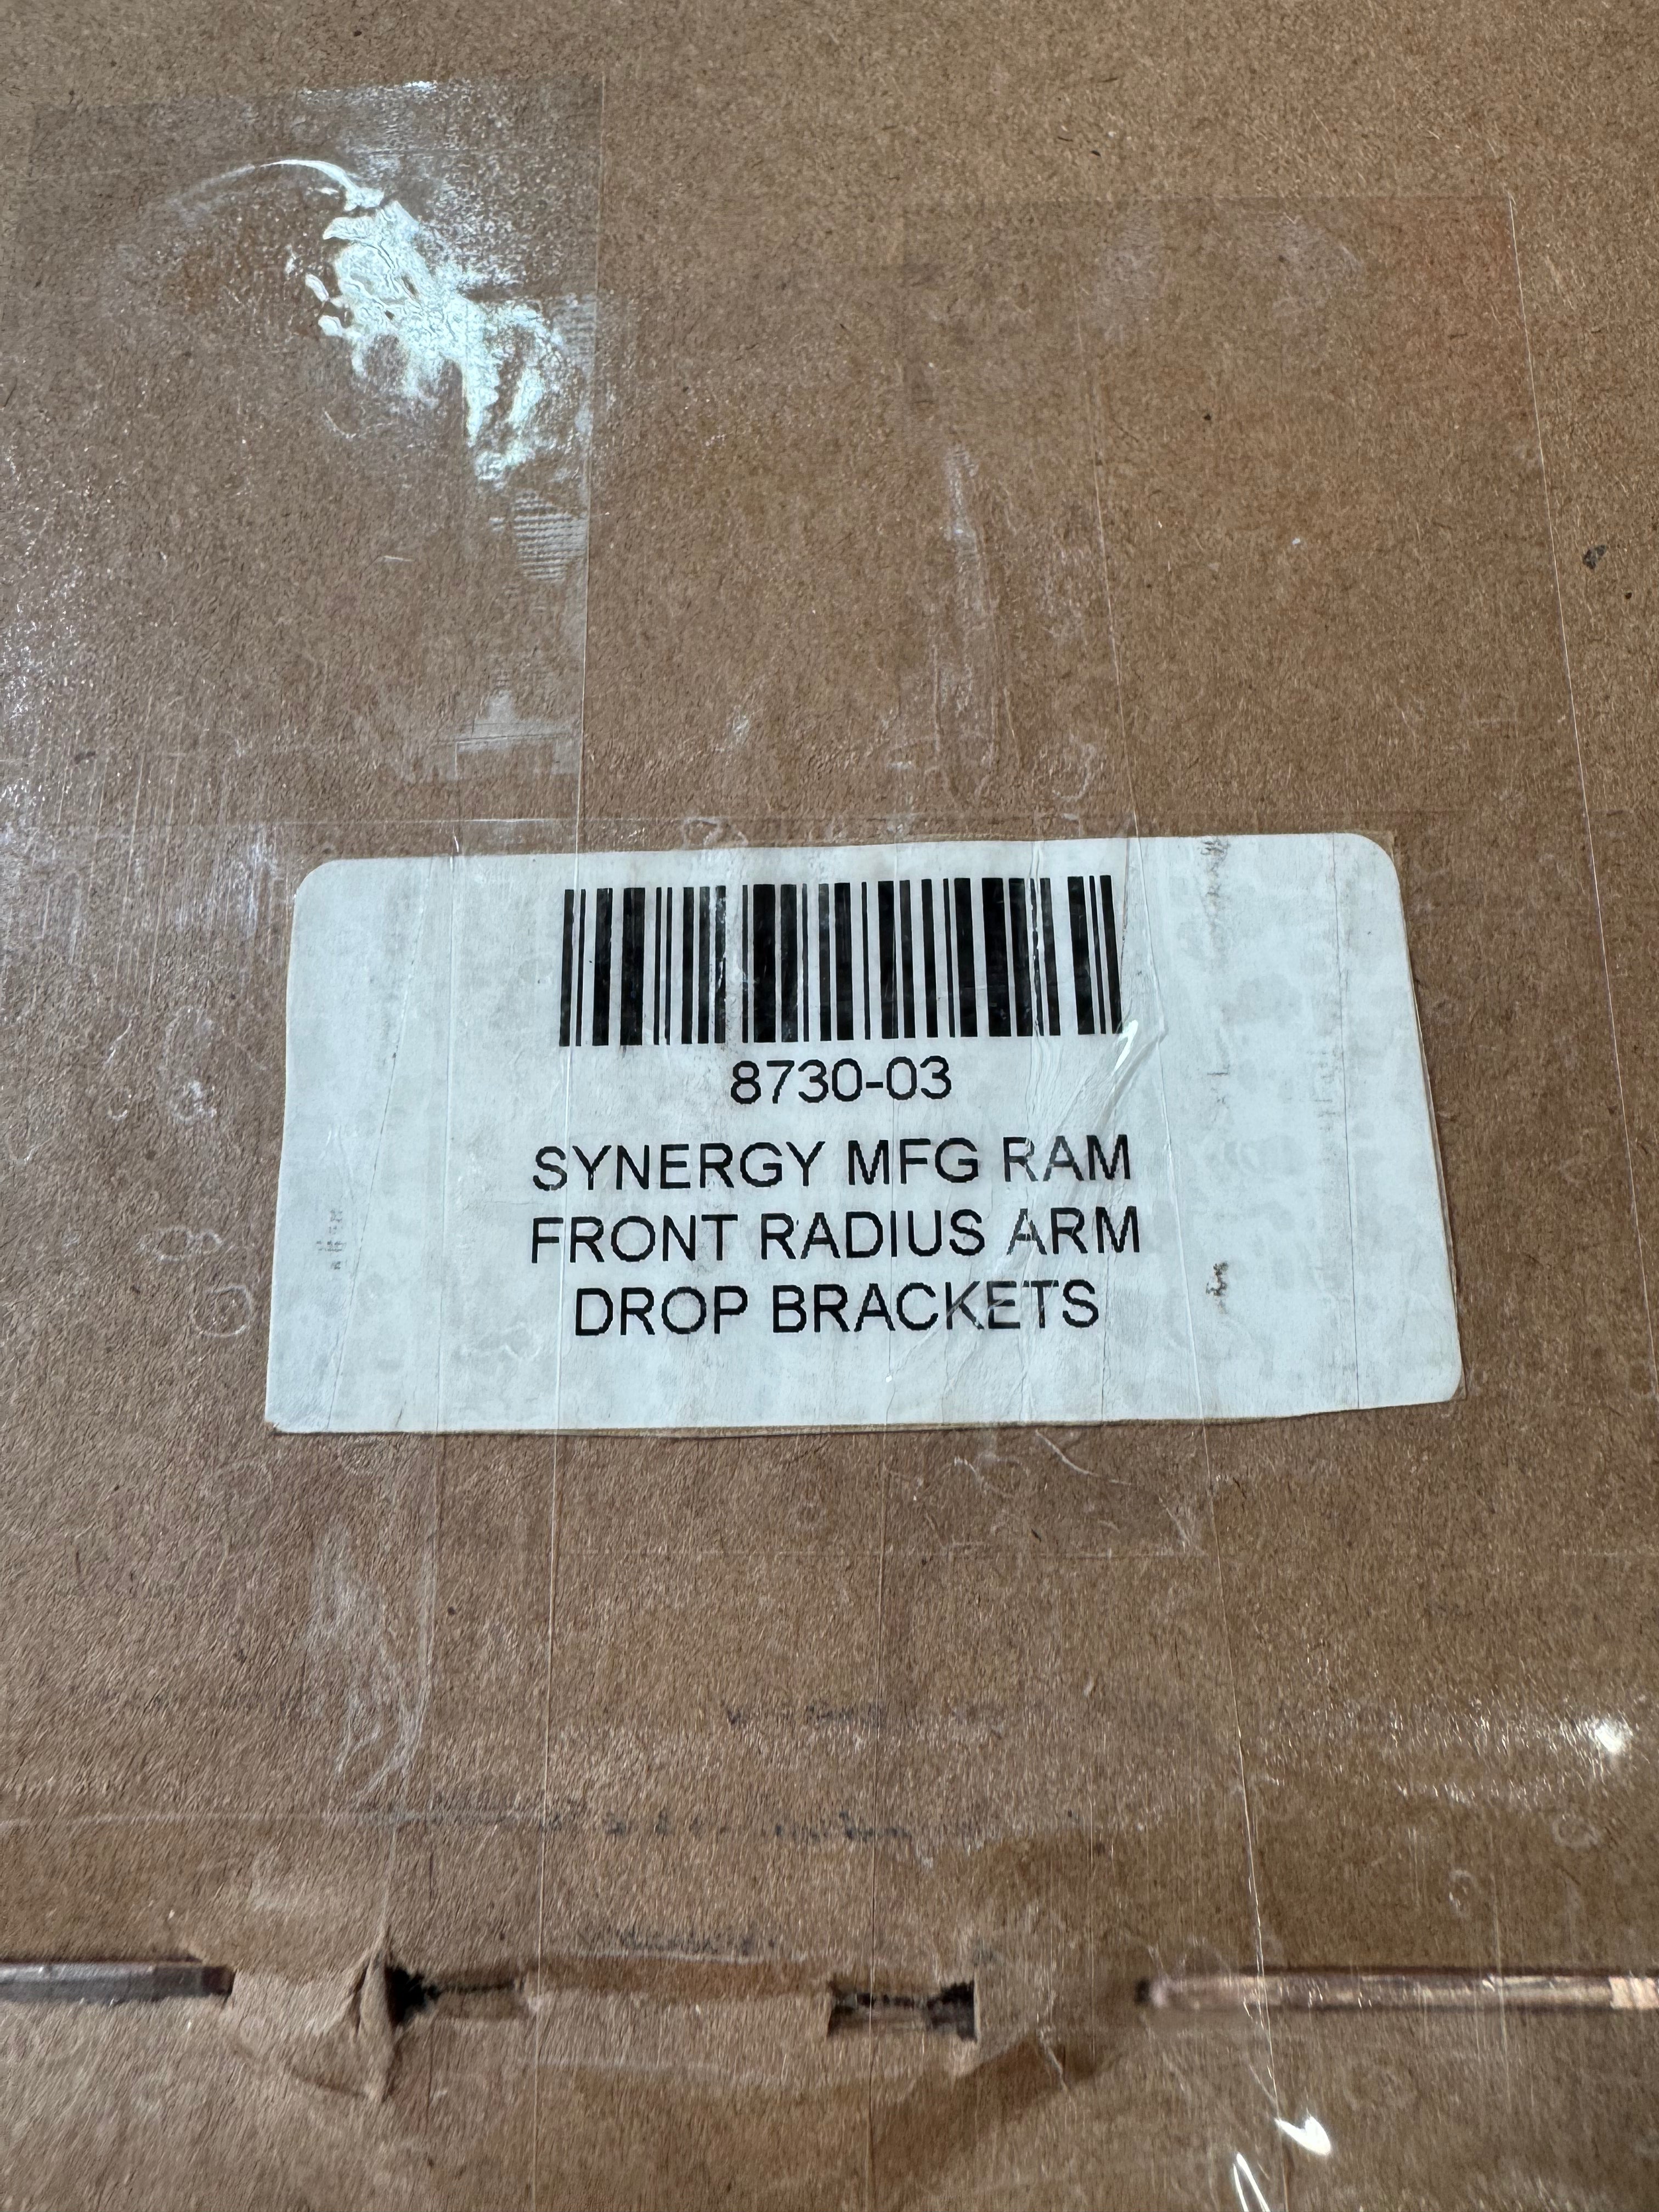 8730-03
SYNERGY MFG RAM
FRONT RADIUS ARM
DROP BRACKETS